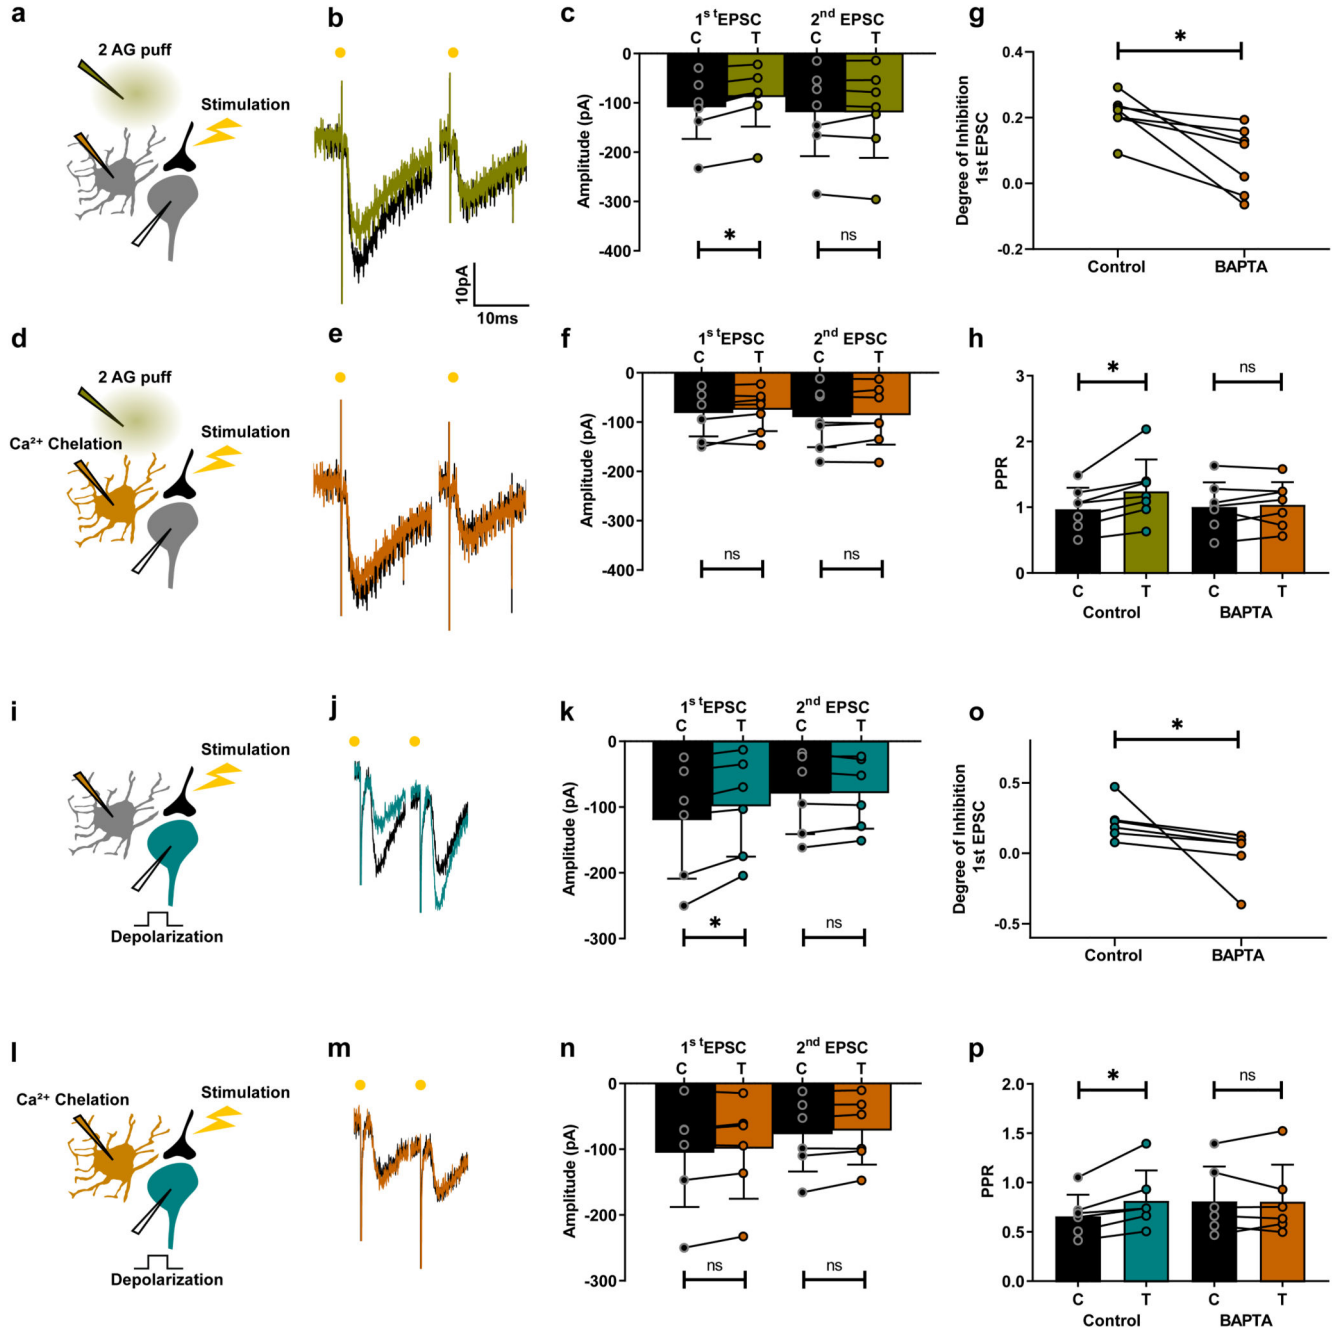 a
2 AG puff
Stimulation
b
10pA
10ms
c
1st EPSC
2nd EPSC
C T C T
Amplitude (pA)
0
-100
-200
-300
-400
*
ns
g
*
Degree of Inhibition
1st EPSC
0.4
0.2
0.0
-0.2
Control
BAPTA
d
2 AG puff
Ca²⁺ Chelation
Stimulation
e
f
1st EPSC
2nd EPSC
C T C T
Amplitude (pA)
0
-100
-200
-300
-400
ns
ns
h
*
ns
PPR
3
2
1
0
C T C T
Control
BAPTA
i
Stimulation
Depolarization
j
k
1st EPSC
2nd EPSC
C T C T
Amplitude (pA)
0
-100
-200
-300
*
ns
o
*
Degree of Inhibition
1st EPSC
0.5
0.0
-0.5
Control
BAPTA
l
Ca²⁺ Chelation
Stimulation
Depolarization
m
n
1st EPSC
2nd EPSC
C T C T
Amplitude (pA)
0
-100
-200
-300
ns
ns
p
*
ns
PPR
2.0
1.5
1.0
0.5
0.0
C T C T
Control
BAPTA